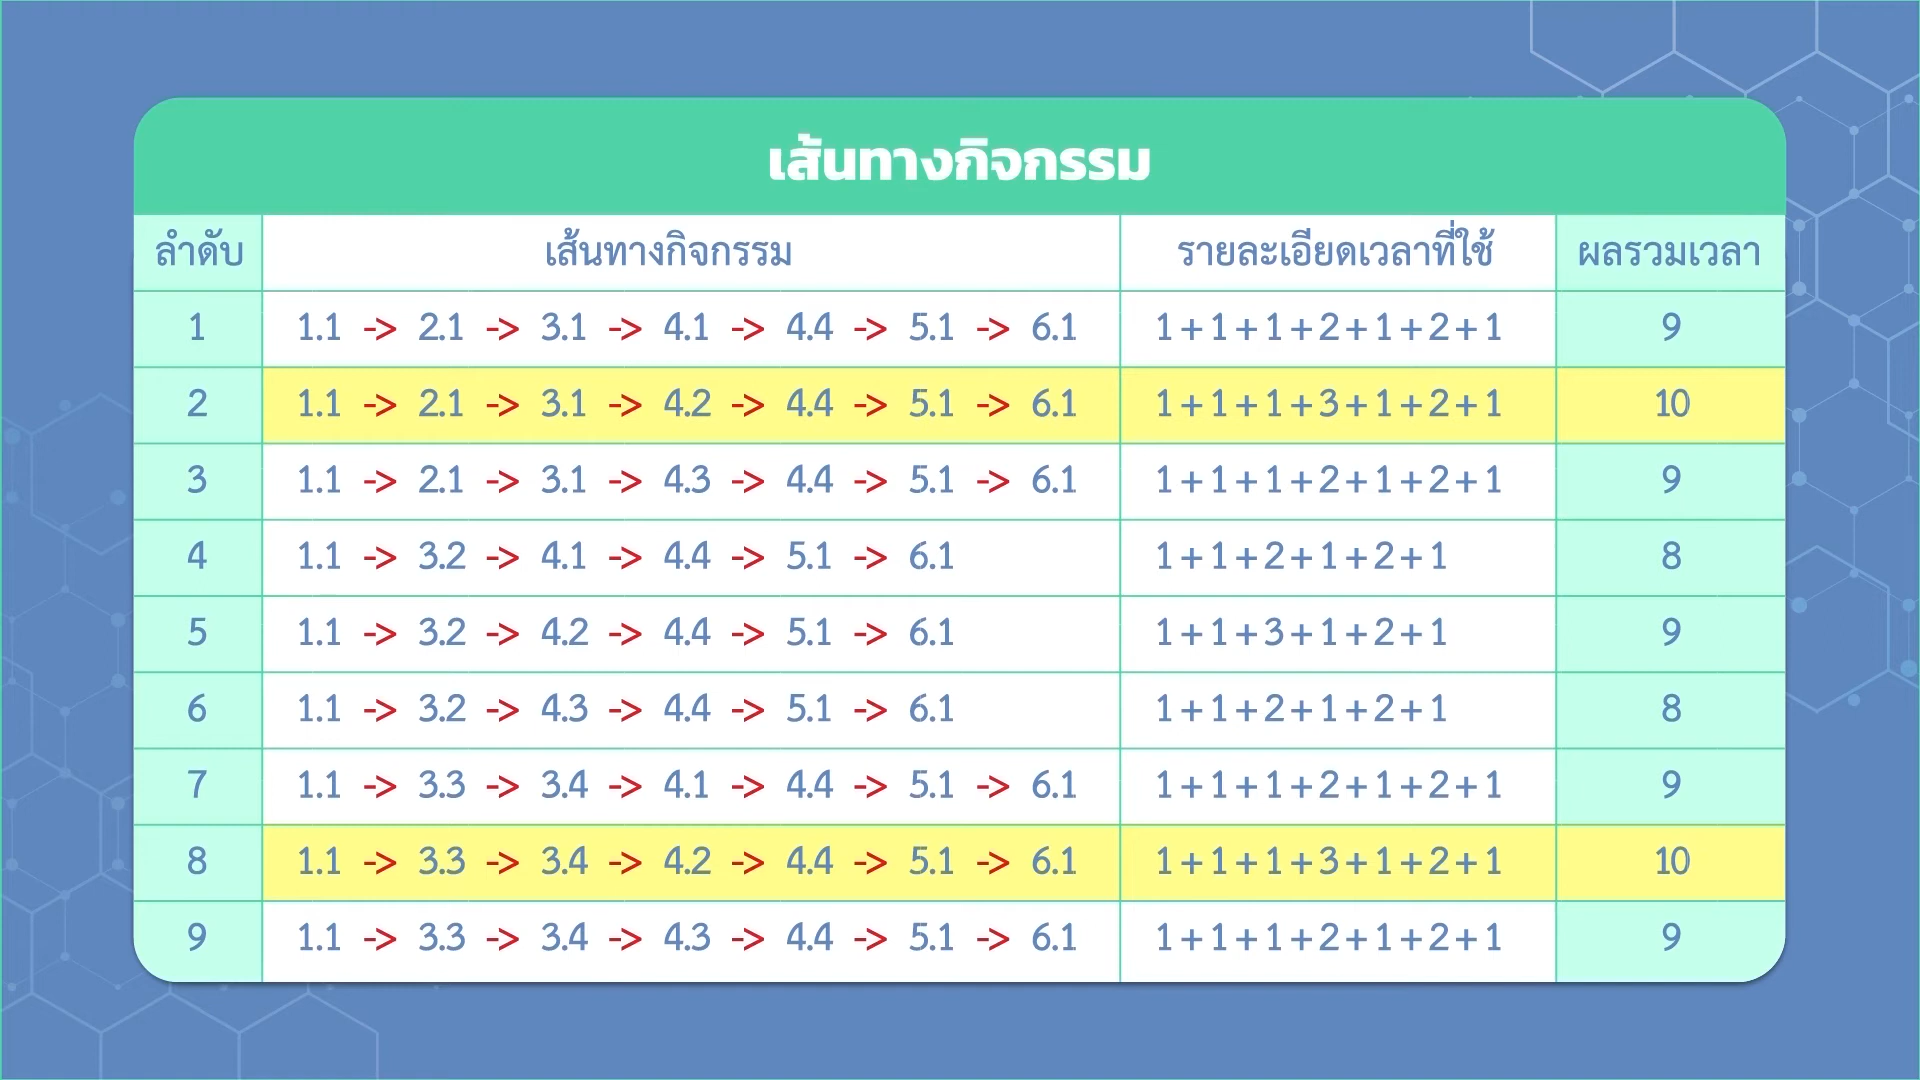 เส้นทางกิจกรรม
ลำดับ เส้นทางกิจกรรม รายละเอียดเวลาที่ใช้ ผลรวมเวลา
1 1.1 -> 2.1 -> 3.1 -> 4.1 -> 4.4 -> 5.1 -> 6.1 1+1+1+2+1+2+1 9
2 1.1 -> 2.1 -> 3.1 -> 4.2 -> 4.4 -> 5.1 -> 6.1 1+1+1+3+1+2+1 10
3 1.1 -> 2.1 -> 3.1 -> 4.3 -> 4.4 -> 5.1 -> 6.1 1+1+1+2+1+2+1 9
4 1.1 -> 3.2 -> 4.1 -> 4.4 -> 5.1 -> 6.1 1+1+2+1+2+1 8
5 1.1 -> 3.2 -> 4.2 -> 4.4 -> 5.1 -> 6.1 1+1+3+1+2+1 9
6 1.1 -> 3.2 -> 4.3 -> 4.4 -> 5.1 -> 6.1 1+1+2+1+2+1 8
7 1.1 -> 3.3 -> 3.4 -> 4.1 -> 4.4 -> 5.1 -> 6.1 1+1+1+2+1+2+1 9
8 1.1 -> 3.3 -> 3.4 -> 4.2 -> 4.4 -> 5.1 -> 6.1 1+1+1+3+1+2+1 10
9 1.1 -> 3.3 -> 3.4 -> 4.3 -> 4.4 -> 5.1 -> 6.1 1+1+1+2+1+2+1 9